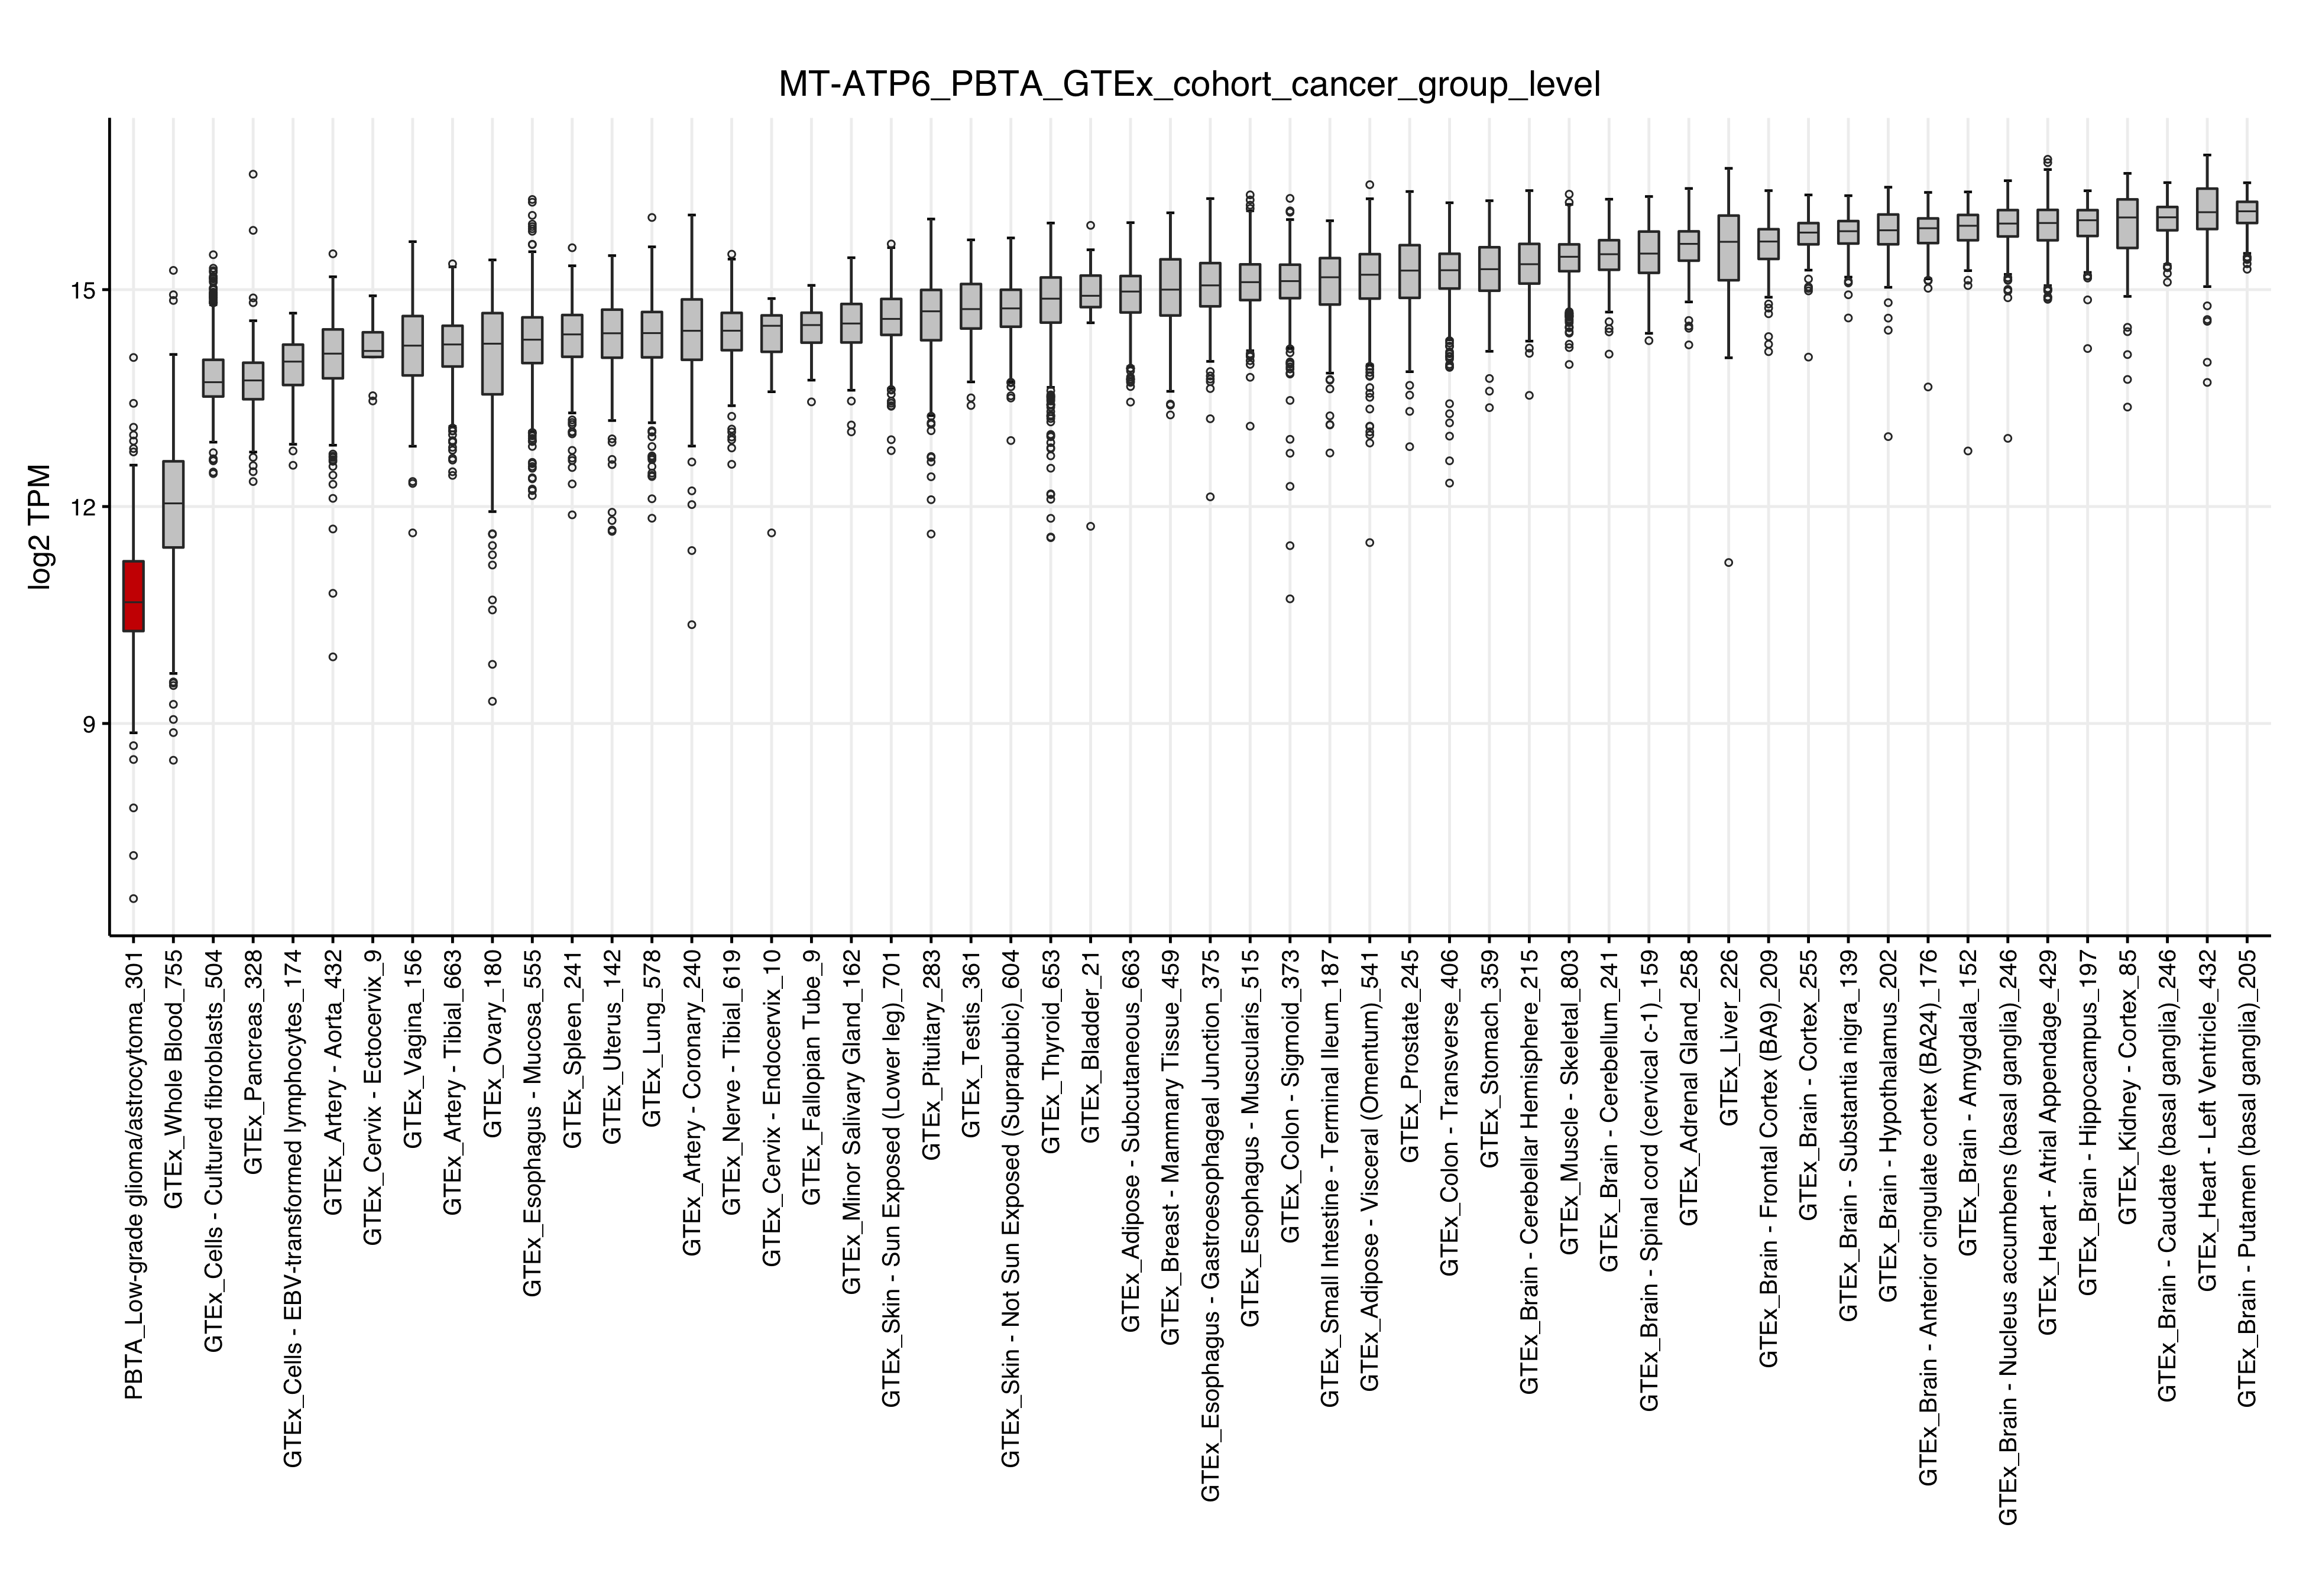 MT-ATP6_PBTA_GTEx_cohort_cancer_group_level
log2 TPM
15
12
9
PBTA_Low-grade glioma/astrocytoma_301
GTEx_Whole Blood_755
GTEx_Cells - Cultured fibroblasts_504
GTEx_Pancreas_328
GTEx_Cells - EBV-transformed lymphocytes_174
GTEx_Artery - Aorta_432
GTEx_Cervix - Ectocervix_9
GTEx_Vagina_156
GTEx_Artery - Tibial_663
GTEx_Ovary_180
GTEx_Esophagus - Mucosa_555
GTEx_Spleen_241
GTEx_Uterus_142
GTEx_Lung_578
GTEx_Artery - Coronary_240
GTEx_Nerve - Tibial_619
GTEx_Cervix - Endocervix_10
GTEx_Fallopian Tube_9
GTEx_Minor Salivary Gland_162
GTEx_Skin - Sun Exposed (Lower leg)_701
GTEx_Pituitary_283
GTEx_Testis_361
GTEx_Skin - Not Sun Exposed (Suprapubic)_604
GTEx_Thyroid_653
GTEx_Bladder_21
GTEx_Adipose - Subcutaneous_663
GTEx_Breast - Mammary Tissue_459
GTEx_Esophagus - Gastroesophageal Junction_375
GTEx_Esophagus - Muscularis_515
GTEx_Colon - Sigmoid_373
GTEx_Small Intestine - Terminal Ileum_187
GTEx_Adipose - Visceral (Omentum)_541
GTEx_Prostate_245
GTEx_Colon - Transverse_406
GTEx_Stomach_359
GTEx_Brain - Cerebellar Hemisphere_215
GTEx_Muscle - Skeletal_803
GTEx_Brain - Cerebellum_241
GTEx_Brain - Spinal cord (cervical c-1)_159
GTEx_Adrenal Gland_258
GTEx_Liver_226
GTEx_Brain - Frontal Cortex (BA9)_209
GTEx_Brain - Cortex_255
GTEx_Brain - Substantia nigra_139
GTEx_Brain - Hypothalamus_202
GTEx_Brain - Anterior cingulate cortex (BA24)_176
GTEx_Brain - Amygdala_152
GTEx_Brain - Nucleus accumbens (basal ganglia)_246
GTEx_Heart - Atrial Appendage_429
GTEx_Brain - Hippocampus_197
GTEx_Kidney - Cortex_85
GTEx_Brain - Caudate (basal ganglia)_246
GTEx_Heart - Left Ventricle_432
GTEx_Brain - Putamen (basal ganglia)_205